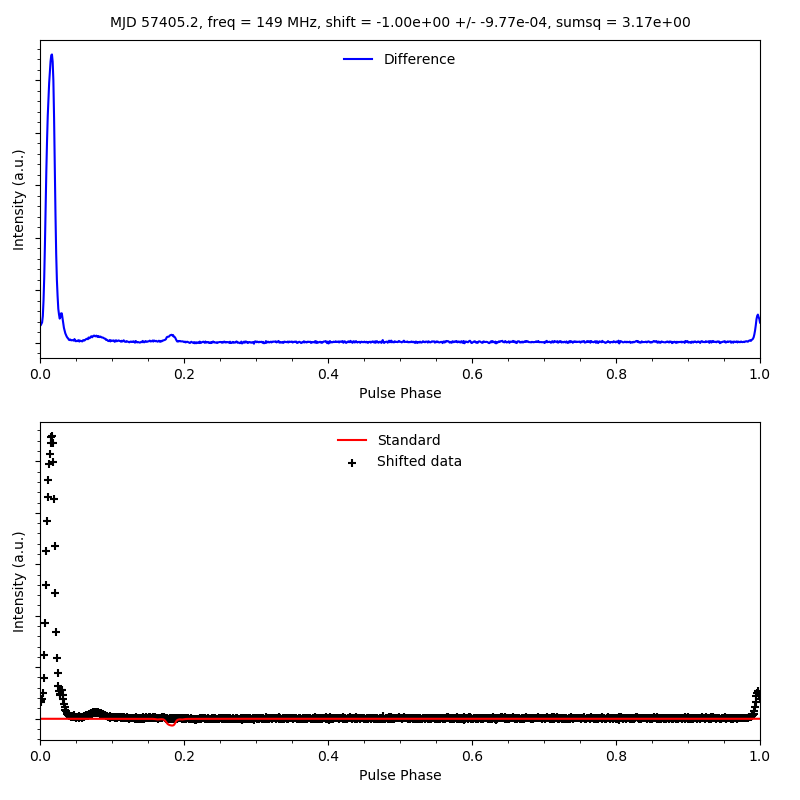 MJD 57405.2, freq = 149 MHz, shift = -1.00e+00 +/- -9.77e-04, sumsq = 3.17e+00
Difference
Intensity (a.u.)
0.0 0.2 0.4 0.6 0.8 1.0
Pulse Phase
Standard
Shifted data
Intensity (a.u.)
0.0 0.2 0.4 0.6 0.8 1.0
Pulse Phase